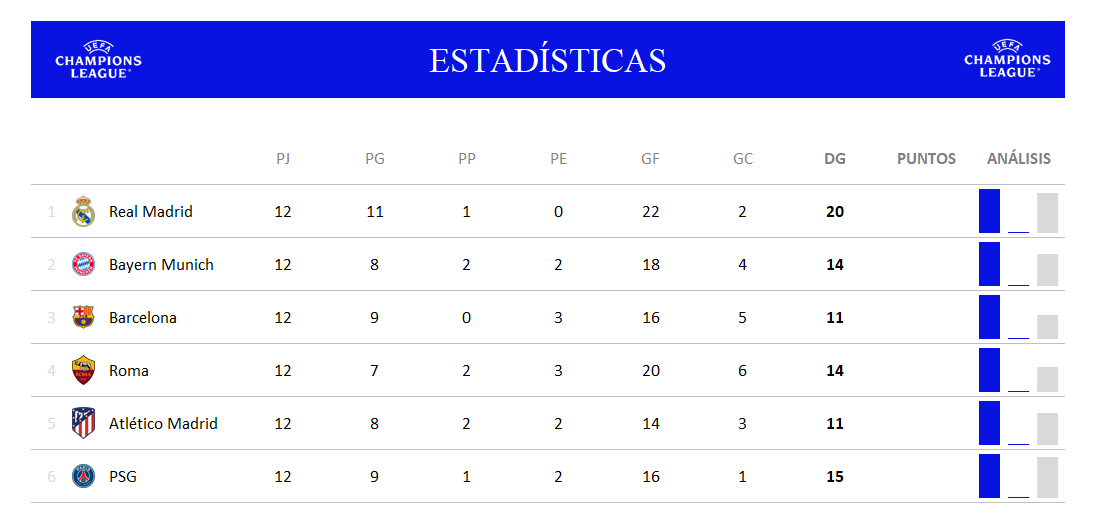 UEFA
CHAMPIONS
LEAGUE
ESTADÍSTICAS
UEFA
CHAMPIONS
LEAGUE
PJ PG PP PE GF GC DG PUNTOS ANÁLISIS
1 Real Madrid 12 11 1 0 22 2 20
2 Bayern Munich 12 8 2 2 18 4 14
3 Barcelona 12 9 0 3 16 5 11
4 Roma 12 7 2 3 20 6 14
5 Atlético Madrid 12 8 2 2 14 3 11
6 PSG 12 9 1 2 16 1 15